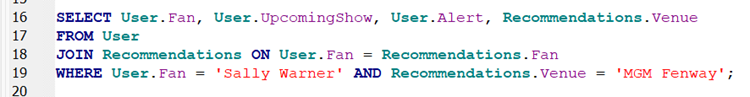 16 SELECT User.Fan, User.UpcomingShow, User.Alert, Recommendations.Venue
17 FROM User
18 JOIN Recommendations ON User.Fan = Recommendations.Fan
19 WHERE User.Fan = 'Sally Warner' AND Recommendations.Venue = 'MGM Fenway';
20